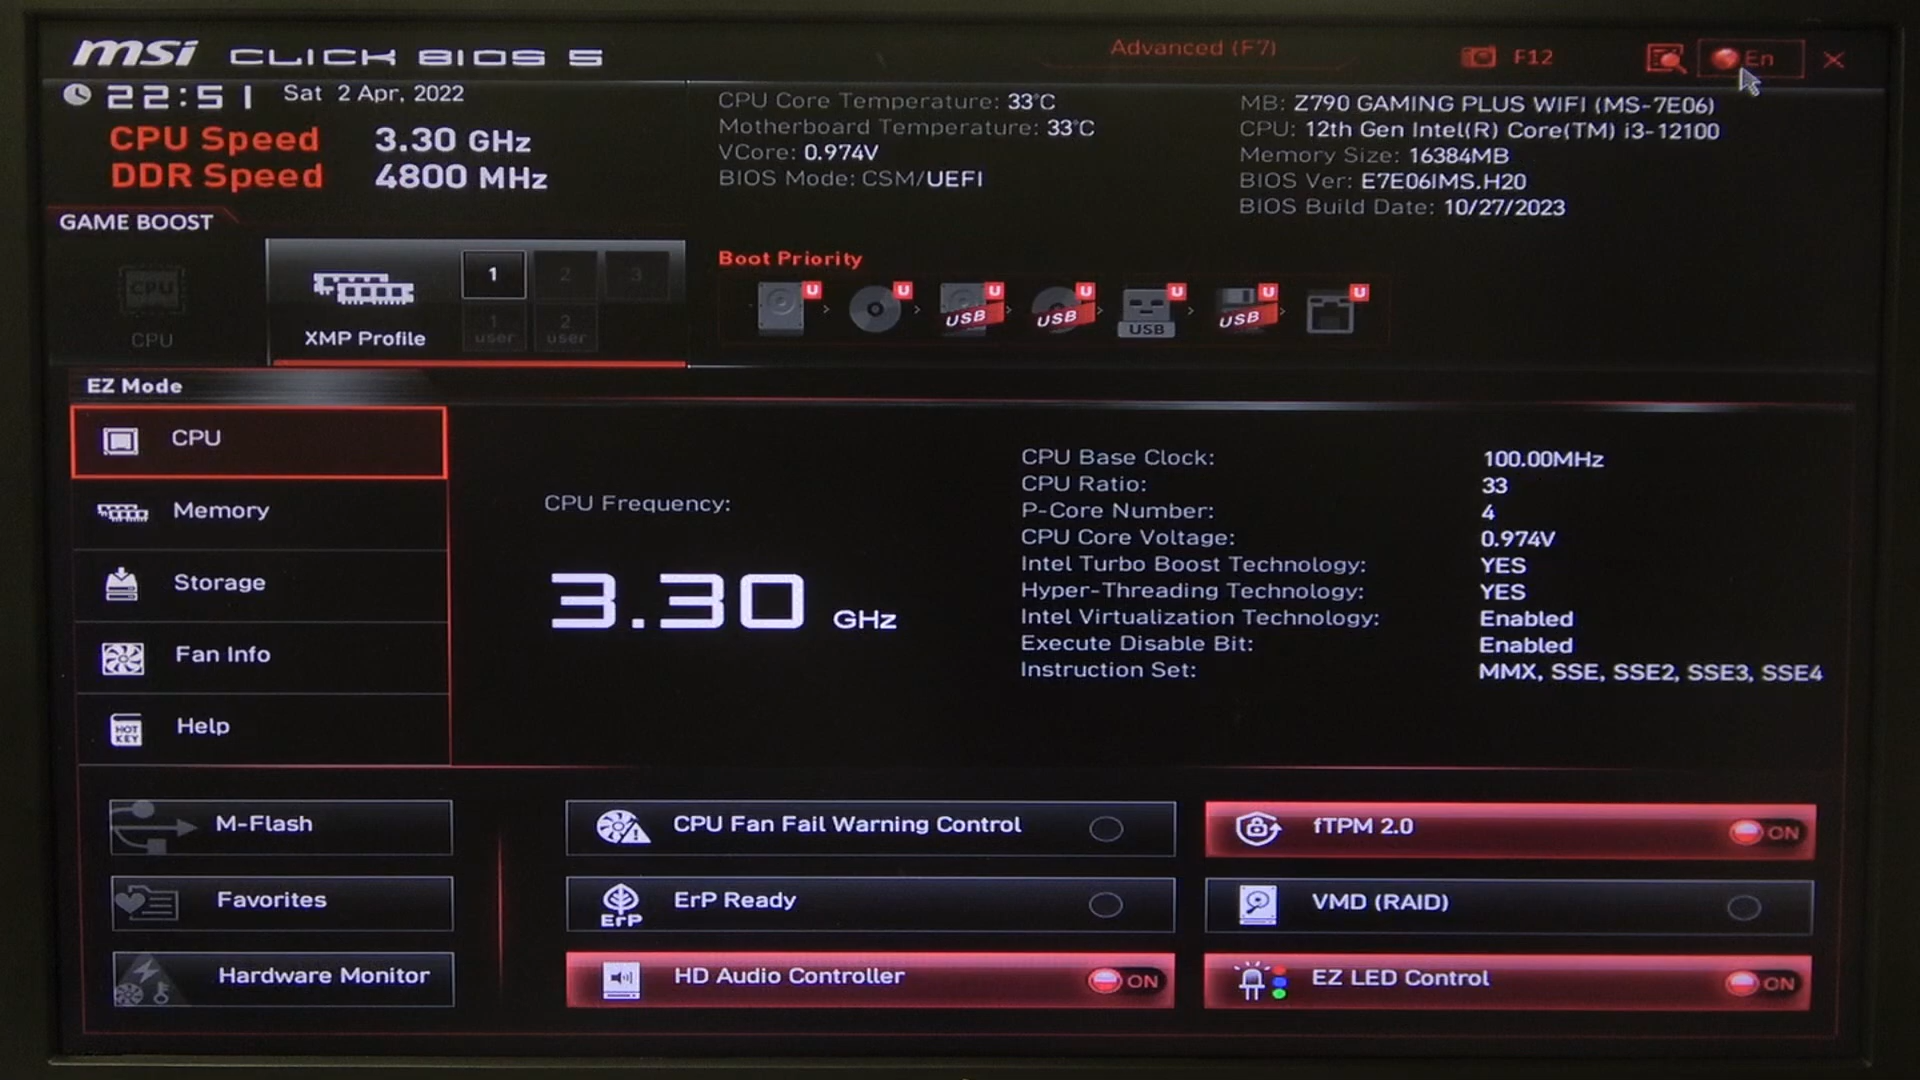 msi CLICK BIOS 5
Advanced (F7)
F12
En
22:51 Sat 2 Apr, 2022
CPU Speed 3.30 GHz
DDR Speed 4800 MHz
CPU Core Temperature: 33°C
Motherboard Temperature: 33°C
VCore: 0.974V
BIOS Mode: CSM/UEFI
MB: Z790 GAMING PLUS WIFI (MS-7E06)
CPU: 12th Gen Intel(R) Core(TM) i3-12100
Memory Size: 16384MB
BIOS Ver: E7E06IMS.H20
BIOS Build Date: 10/27/2023
GAME BOOST
CPU
CPU
XMP Profile
1 2 3
1 user
2 user
Boot Priority
U U U U U U U
USB USB USB USB
EZ Mode
CPU
Memory
Storage
Fan Info
HOT KEY
Help
CPU Frequency:
3.30 GHz
CPU Base Clock: 100.00MHz
CPU Ratio: 33
P-Core Number: 4
CPU Core Voltage: 0.974V
Intel Turbo Boost Technology: YES
Hyper-Threading Technology: YES
Intel Virtualization Technology: Enabled
Execute Disable Bit: Enabled
Instruction Set: MMX, SSE, SSE2, SSE3, SSE4
M-Flash
Favorites
Hardware Monitor
CPU Fan Fail Warning Control
ErP
ErP Ready
HD Audio Controller ON
fTPM 2.0 ON
VMD (RAID)
EZ LED Control ON